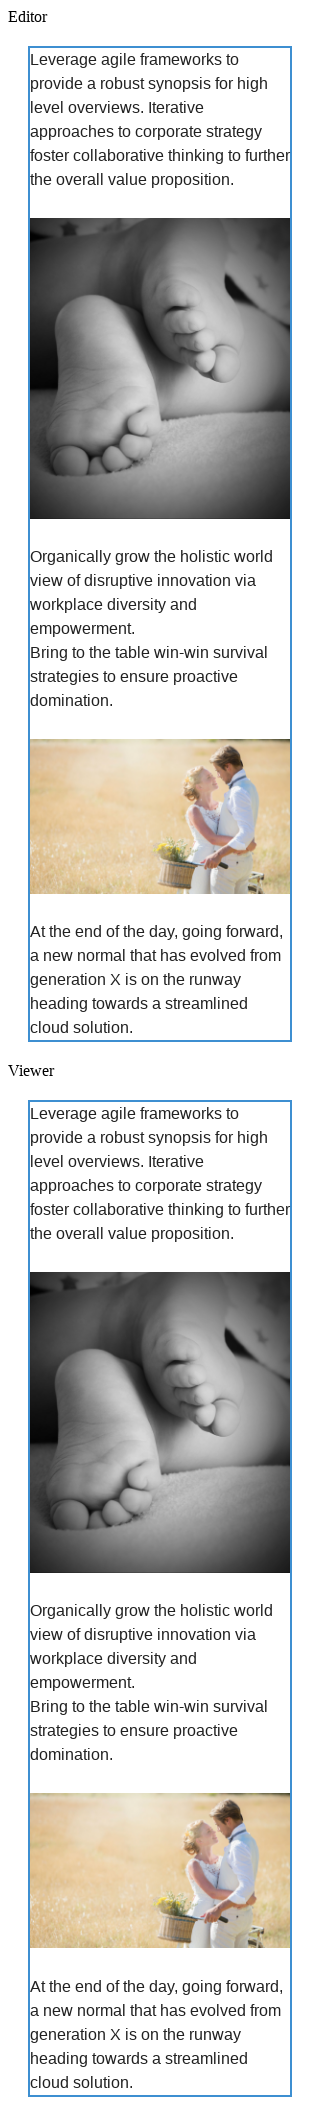 Editor
Leverage agile frameworks to
provide a robust synopsis for high
level overviews. Iterative
approaches to corporate strategy
foster collaborative thinking to further
the overall value proposition.
Organically grow the holistic world
view of disruptive innovation via
workplace diversity and
empowerment.
Bring to the table win-win survival
strategies to ensure proactive
domination.
At the end of the day, going forward,
a new normal that has evolved from
generation X is on the runway
heading towards a streamlined
cloud solution.
Viewer
Leverage agile frameworks to
provide a robust synopsis for high
level overviews. Iterative
approaches to corporate strategy
foster collaborative thinking to further
the overall value proposition.
Organically grow the holistic world
view of disruptive innovation via
workplace diversity and
empowerment.
Bring to the table win-win survival
strategies to ensure proactive
domination.
At the end of the day, going forward,
a new normal that has evolved from
generation X is on the runway
heading towards a streamlined
cloud solution.